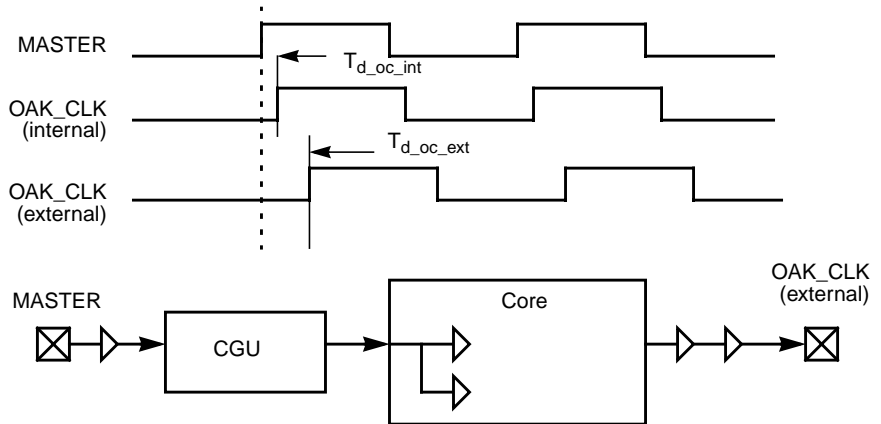 MASTER
T_d_oc_int
OAK_CLK
(internal)
T_d_oc_ext
OAK_CLK
(external)
OAK_CLK
(external)
MASTER
Core
CGU